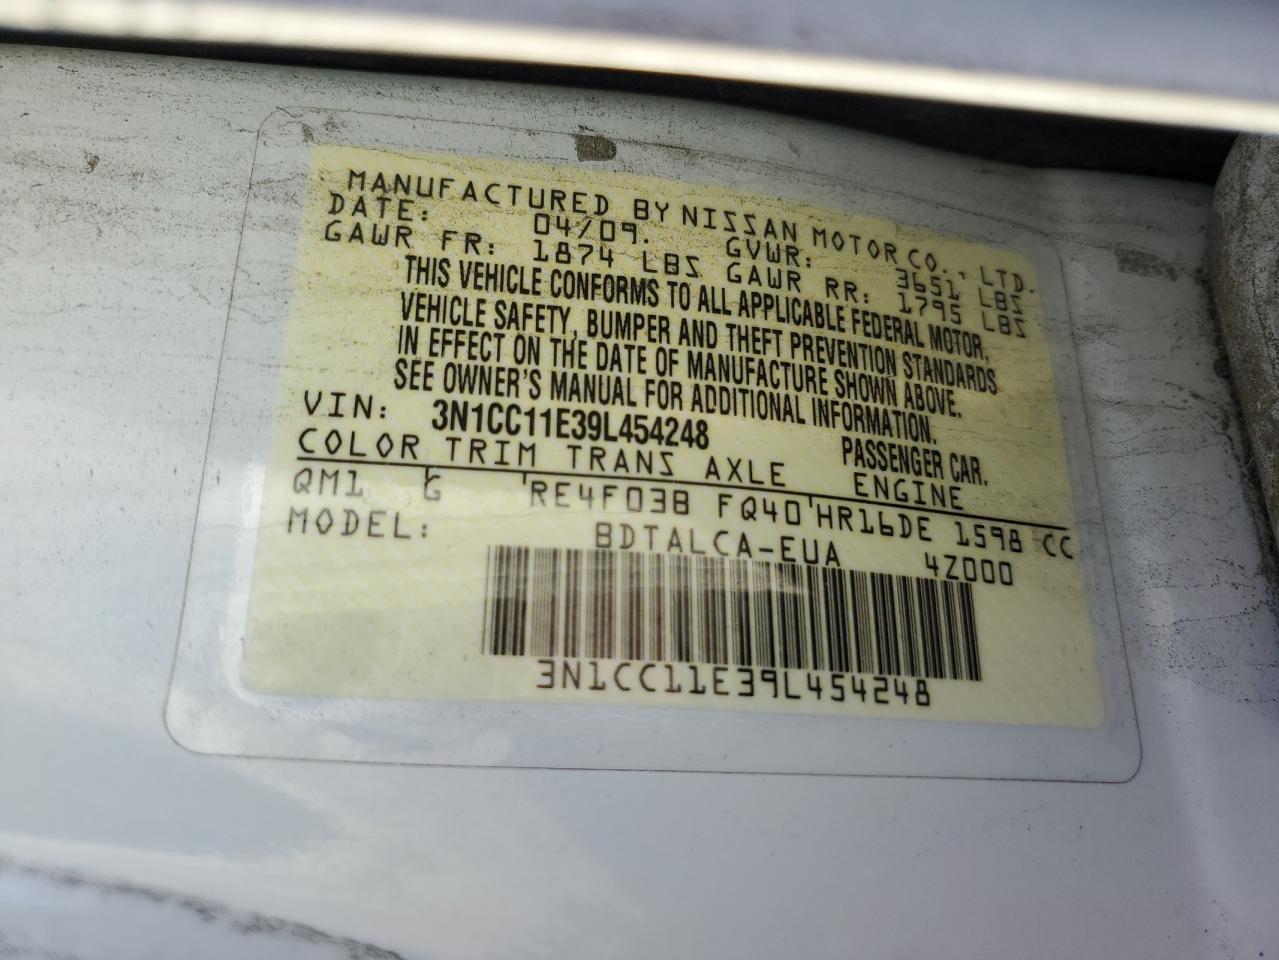 MANUFACTURED BY NISSAN MOTOR CO., LTD.
DATE: 04/09. GVWR: 3651 LBS
GAWR FR: 1874 LBS GAWR RR: 1795 LBS
THIS VEHICLE CONFORMS TO ALL APPLICABLE FEDERAL MOTOR
VEHICLE SAFETY, BUMPER AND THEFT PREVENTION STANDARDS
IN EFFECT ON THE DATE OF MANUFACTURE SHOWN ABOVE.
SEE OWNER'S MANUAL FOR ADDITIONAL INFORMATION.
VIN: 3N1CC11E39L454248 PASSENGER CAR.
COLOR TRIM TRANS AXLE ENGINE
QM1 G RE4F03B FQ40 HR16DE 1598 CC
MODEL: BDTALCA-EUA 4Z000
3N1CC11E39L454248